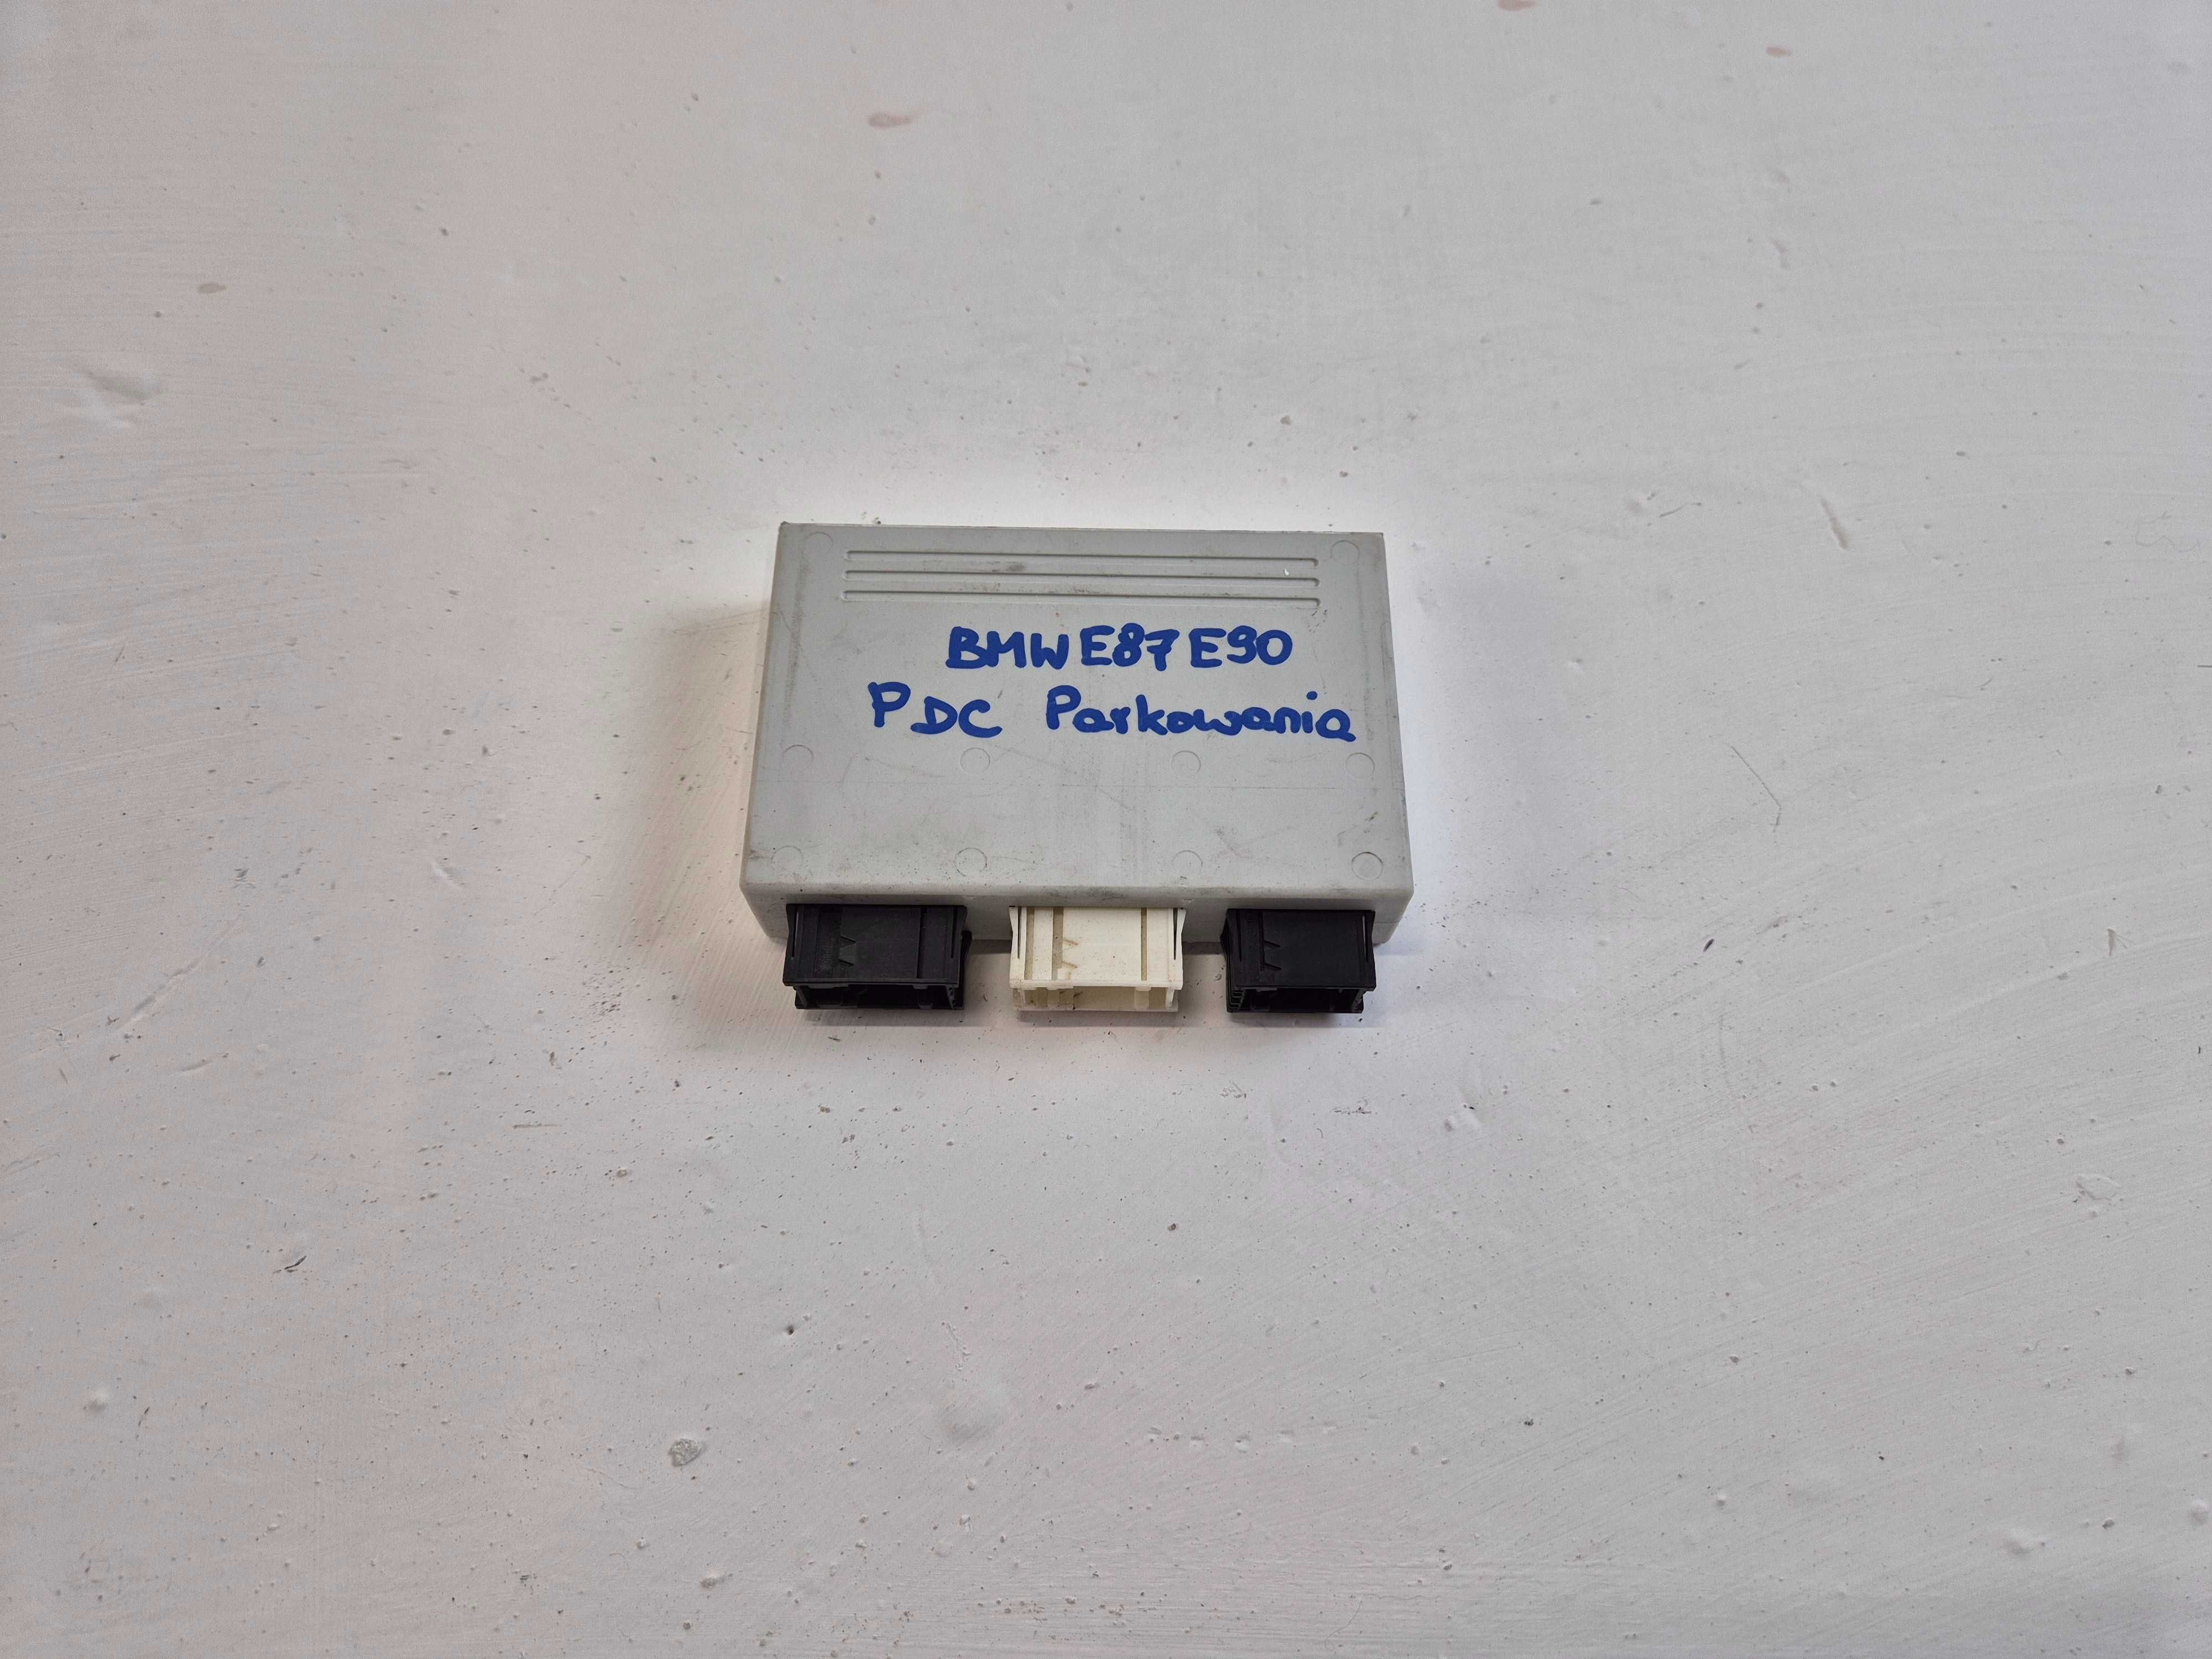 BMW E87 E90
PDC Parkowania